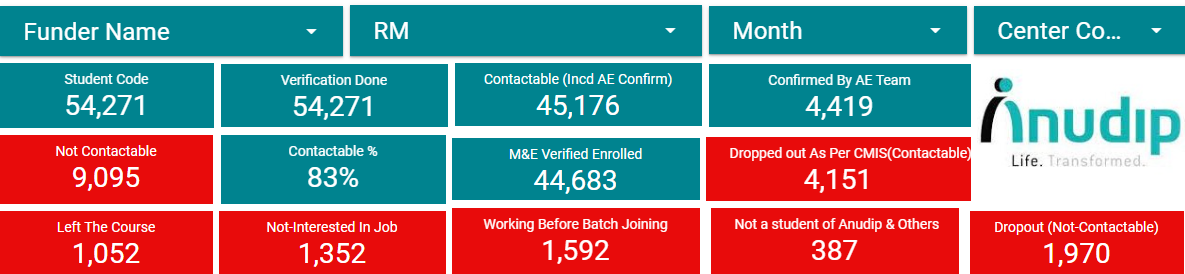 Funder Name
RM
Month
Center Co...
Student Code
54,271
Verification Done
54,271
Contactable (Incd AE Confirm)
45,176
Confirmed By AE Team
4,419
Anudip
Life. Transformed.
Not Contactable
9,095
Contactable %
83%
M&E Verified Enrolled
44,683
Dropped out As Per CMIS(Contactable)
4,151
Left The Course
1,052
Not-Interested In Job
1,352
Working Before Batch Joining
1,592
Not a student of Anudip & Others
387
Dropout (Not-Contactable)
1,970